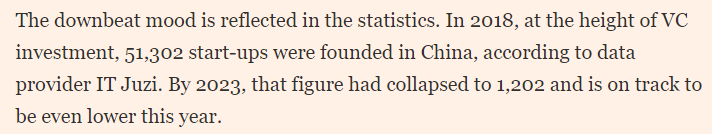 The downbeat mood is reflected in the statistics. In 2018, at the height of VC
investment, 51,302 start-ups were founded in China, according to data
provider IT Juzi. By 2023, that figure had collapsed to 1,202 and is on track to
be even lower this year.